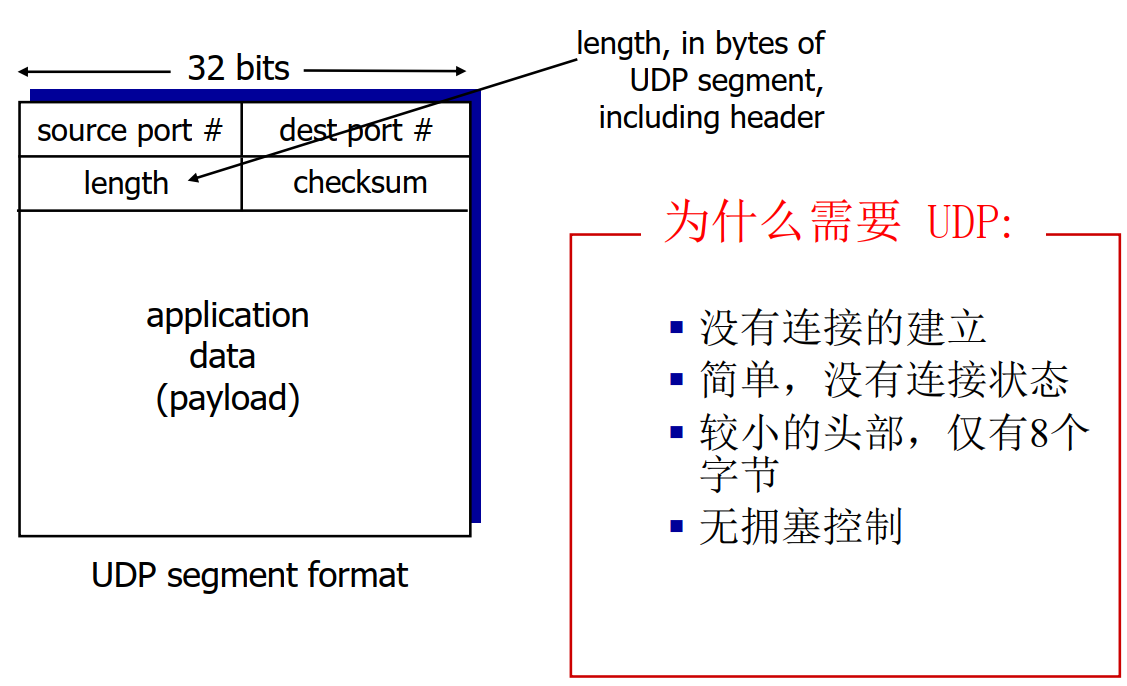 32 bits
source port #
dest port #
length
checksum
application
data
(payload)
UDP segment format
length, in bytes of
UDP segment,
including header
为什么需要 UDP:
▪ 没有连接的建立
▪ 简单，没有连接状态
▪ 较小的头部，仅有8个
字节
▪ 无拥塞控制